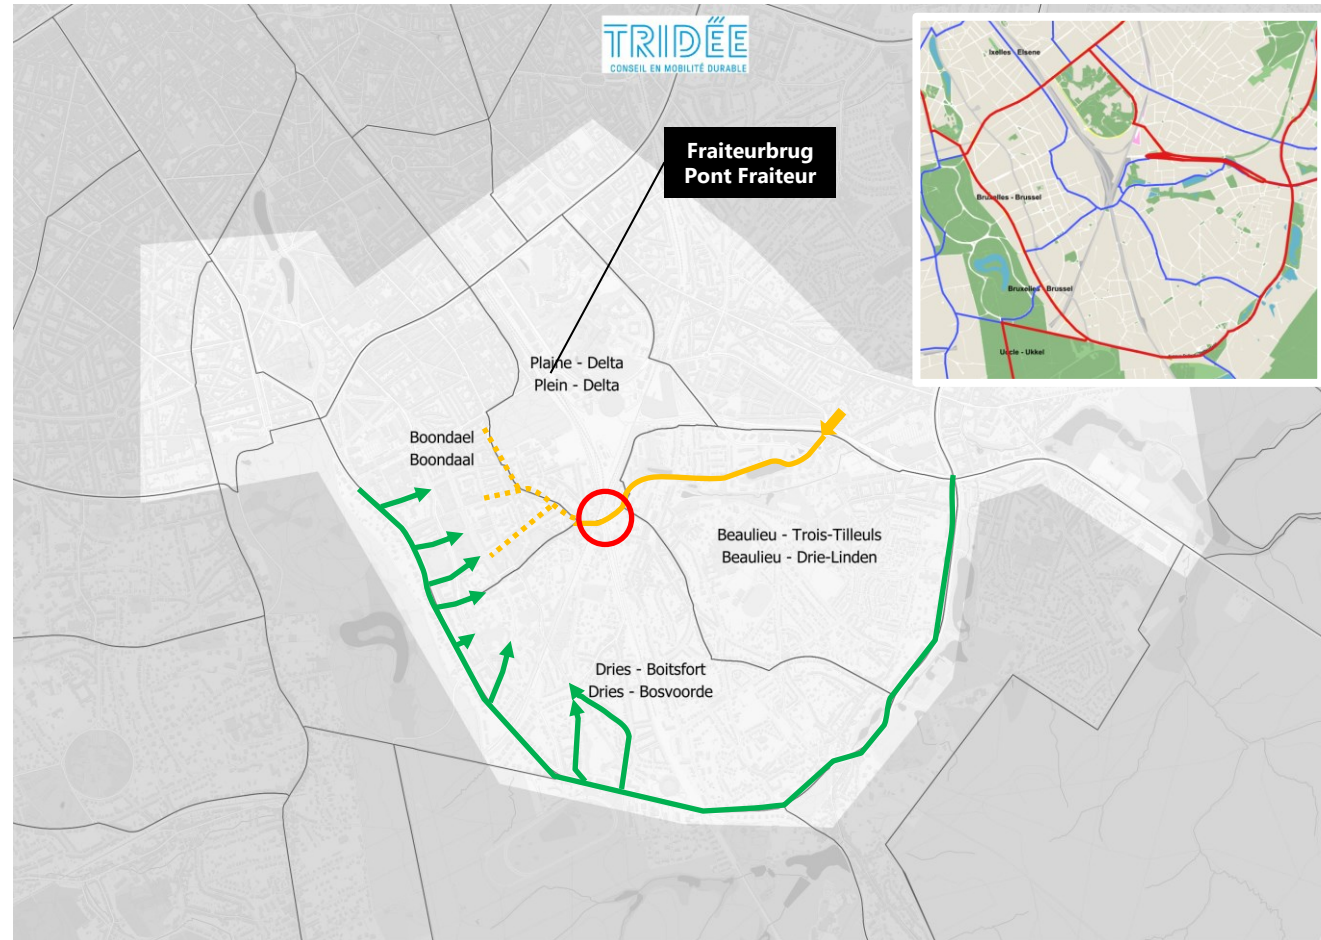 TRIDËE
CONSEIL EN MOBILITÉ DURABLE
Fraiteurbrug
Pont Fraiteur
Ixelles - Elsene
Bruxelles - Brussel
Bruxelles - Brussel
Uccle - Ukkel
Plaine - Delta
Plein - Delta
Boondael
Boondaal
Beaulieu - Trois-Tilleuls
Beaulieu - Drie-Linden
Dries - Boitsfort
Dries - Bosvoorde